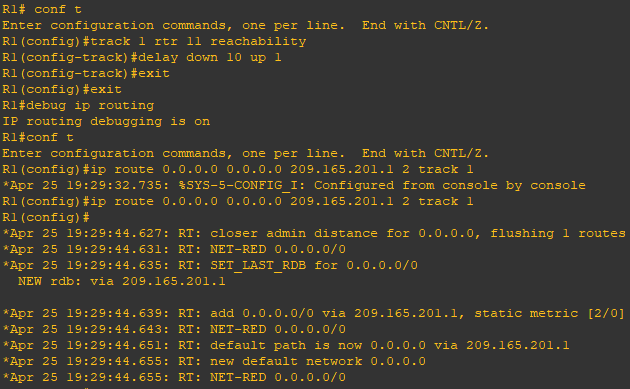 R1# conf t
Enter configuration commands, one per line.  End with CNTL/Z.
R1(config)#track 1 rtr 11 reachability
R1(config-track)#delay down 10 up 1
R1(config-track)#exit
R1(config)#exit
R1#debug ip routing
IP routing debugging is on
R1#conf t
Enter configuration commands, one per line.  End with CNTL/Z.
R1(config)#ip route 0.0.0.0 0.0.0.0 209.165.201.1 2 track 1
*Apr 25 19:29:32.735: %SYS-5-CONFIG_I: Configured from console by console
R1(config)#ip route 0.0.0.0 0.0.0.0 209.165.201.1 2 track 1
R1(config)#
*Apr 25 19:29:44.627: RT: closer admin distance for 0.0.0.0, flushing 1 routes
*Apr 25 19:29:44.631: RT: NET-RED 0.0.0.0/0
*Apr 25 19:29:44.635: RT: SET_LAST_RDB for 0.0.0.0/0
  NEW rdb: via 209.165.201.1
*Apr 25 19:29:44.639: RT: add 0.0.0.0/0 via 209.165.201.1, static metric [2/0]
*Apr 25 19:29:44.643: RT: NET-RED 0.0.0.0/0
*Apr 25 19:29:44.651: RT: default path is now 0.0.0.0 via 209.165.201.1
*Apr 25 19:29:44.655: RT: new default network 0.0.0.0
*Apr 25 19:29:44.655: RT: NET-RED 0.0.0.0/0